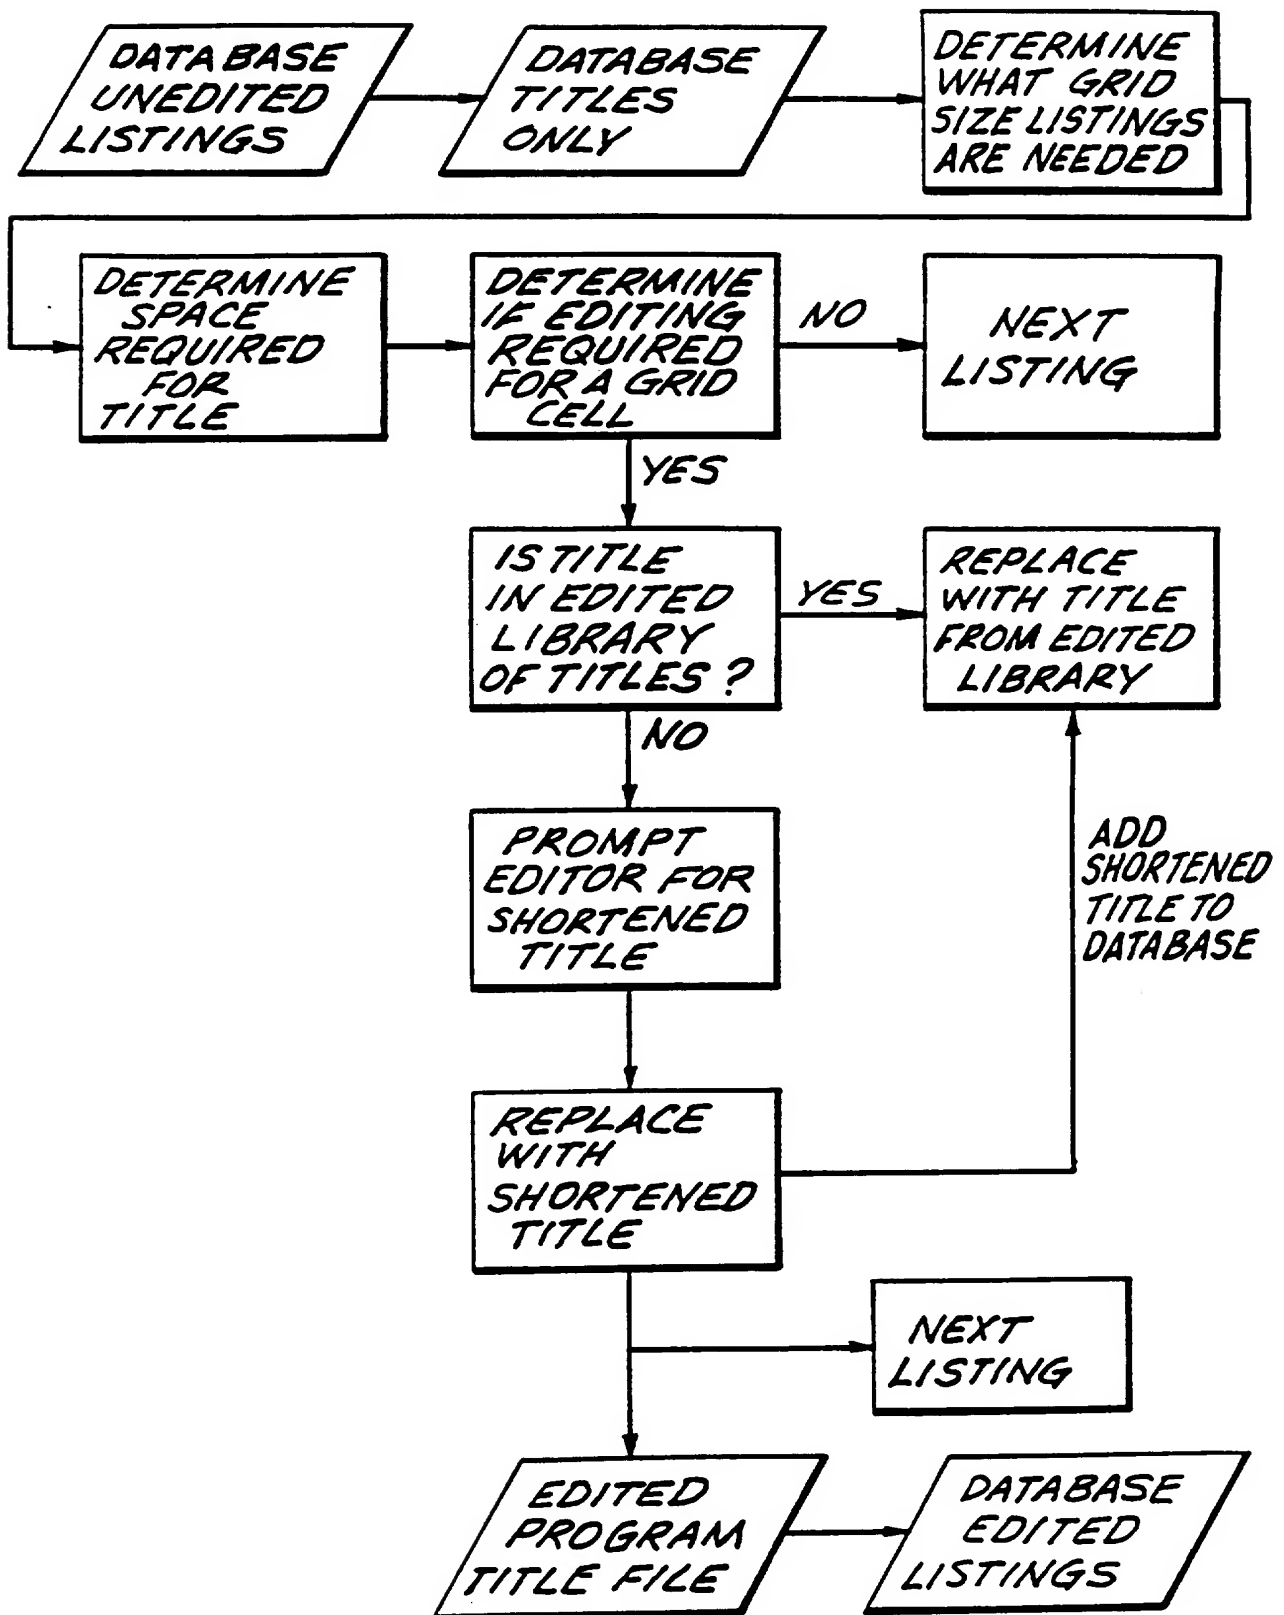 DATABASE
UNEDITED
LISTINGS
DATABASE
TITLES
ONLY
DETERMINE
WHAT GRID
SIZE LISTINGS
ARE NEEDED
DETERMINE
SPACE
REQUIRED
FOR
TITLE
DETERMINE
IF EDITING
REQUIRED
FOR A GRID
CELL
NO
NEXT
LISTING
YES
IS TITLE
IN EDITED
LIBRARY
OF TITLES?
YES
REPLACE
WITH TITLE
FROM EDITED
LIBRARY
NO
PROMPT
EDITOR FOR
SHORTENED
TITLE
ADD
SHORTENED
TITLE TO
DATABASE
REPLACE
WITH
SHORTENED
TITLE
NEXT
LISTING
EDITED
PROGRAM
TITLE FILE
DATABASE
EDITED
LISTINGS